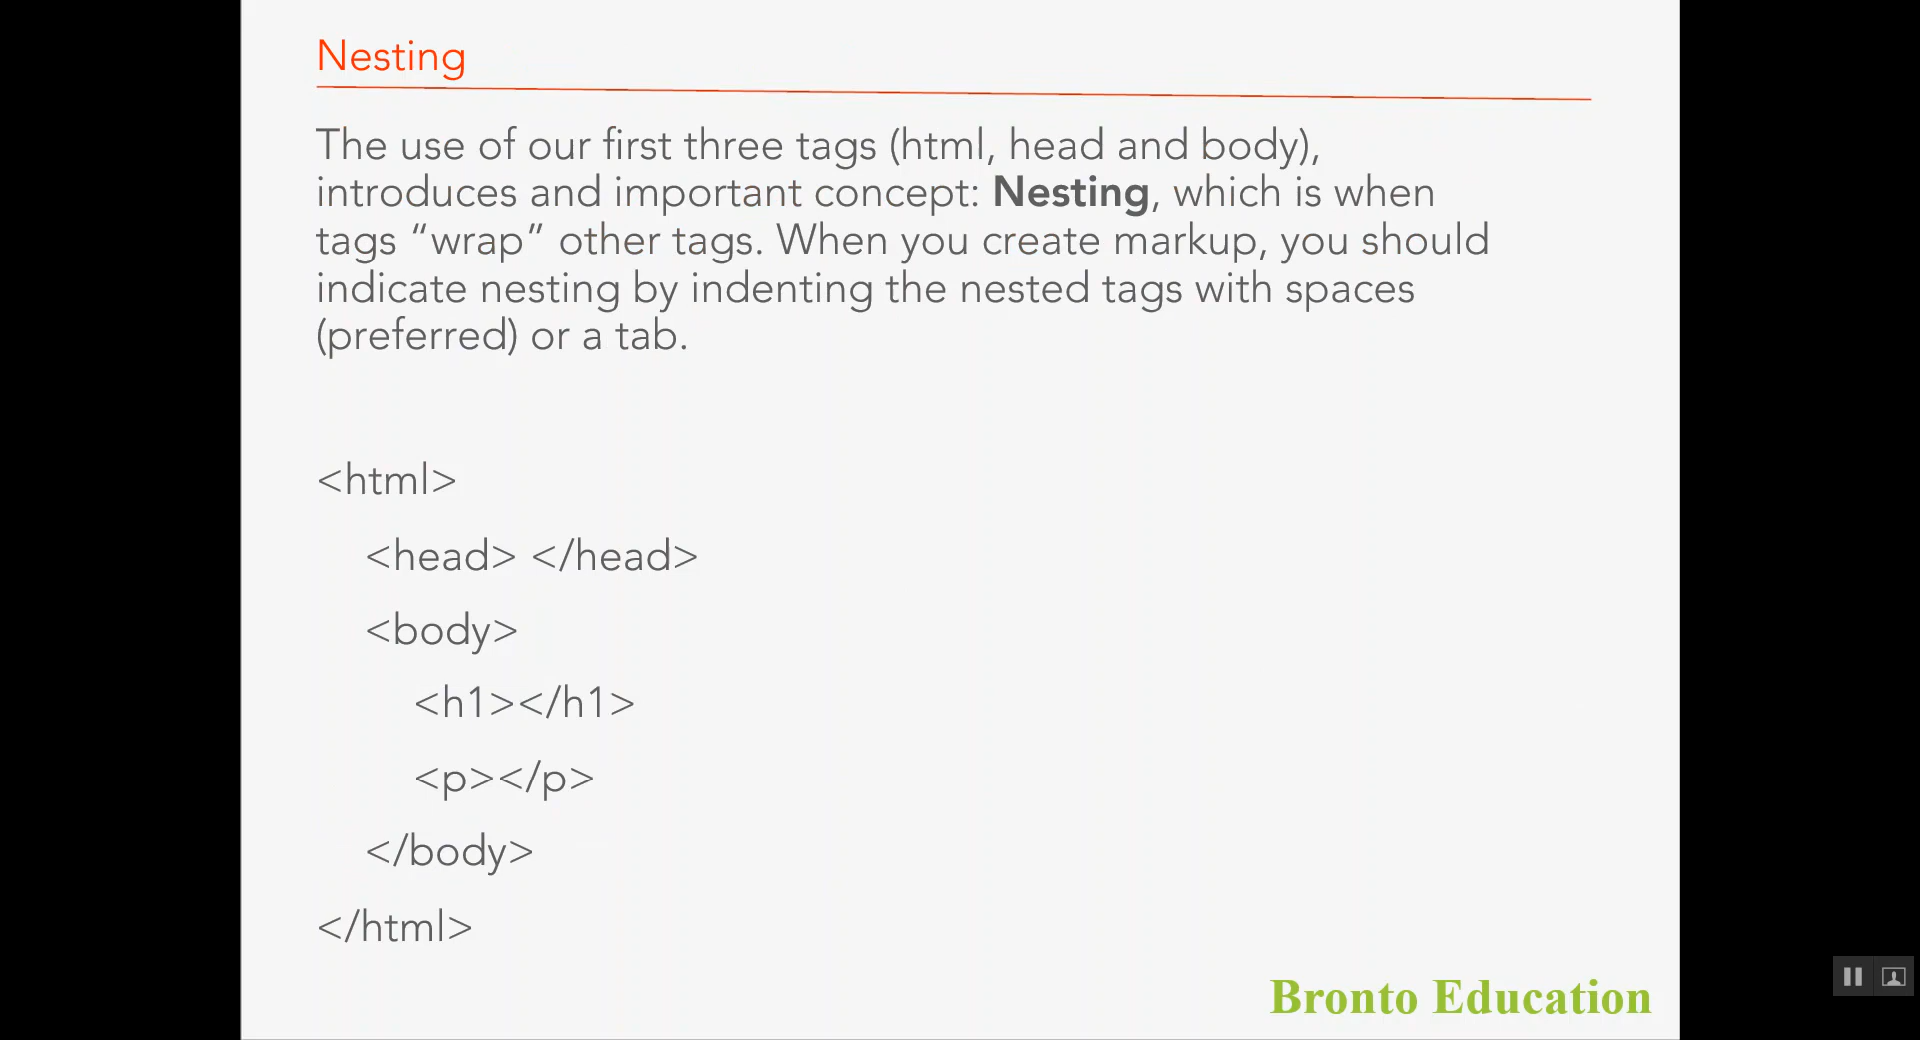 Nesting
The use of our first three tags (html, head and body),
introduces and important concept: Nesting, which is when
tags “wrap” other tags. When you create markup, you should
indicate nesting by indenting the nested tags with spaces
(preferred) or a tab.
<html>
<head> </head>
<body>
<h1></h1>
<p></p>
</body>
</html>
Bronto Education